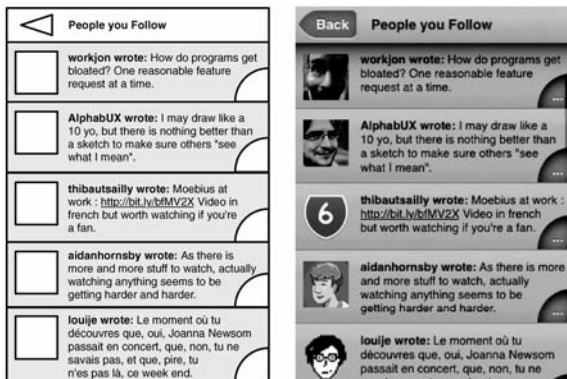 People you Follow
workjon wrote: How do programs get
bloated? One reasonable feature
request at a time.
AlphabUX wrote: I may draw like a
10 yo, but there is nothing better than
a sketch to make sure others "see
what I mean".
thibautsailly wrote: Moebius at
work : http://bit.ly/bfMV2X Video in
french but worth watching if you're
a fan.
aidanhornsby wrote: As there is
more and more stuff to watch, actually
watching anything seems to be
getting harder and harder.
louije wrote: Le moment où tu
découvres que, oui, Joanna Newsom
passait en concert, que, non, tu ne
savais pas, et que, pire, tu
n'es pas là, ce week end.
Back People you Follow
workjon wrote: How do programs get
bloated? One reasonable feature
request at a time.
...
AlphabUX wrote: I may draw like a
10 yo, but there is nothing better than
a sketch to make sure others "see
what I mean".
...
6
thibautsailly wrote: Moebius at work :
http://bit.ly/bfMV2X Video in french
but worth watching if you're a fan.
...
aidanhornsby wrote: As there is more
and more stuff to watch, actually
watching anything seems to be
getting harder and harder.
...
louije wrote: Le moment où tu
découvres que, oui, Joanna Newsom
passait en concert, que, non, tu ne